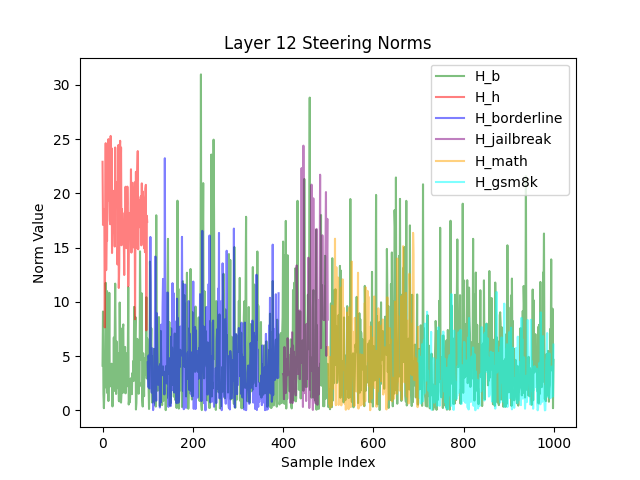 Layer 12 Steering Norms
H_b
H_h
H_borderline
H_jailbreak
H_math
H_gsm8k
Norm Value
30
25
20
15
10
5
0
0 200 400 600 800 1000
Sample Index